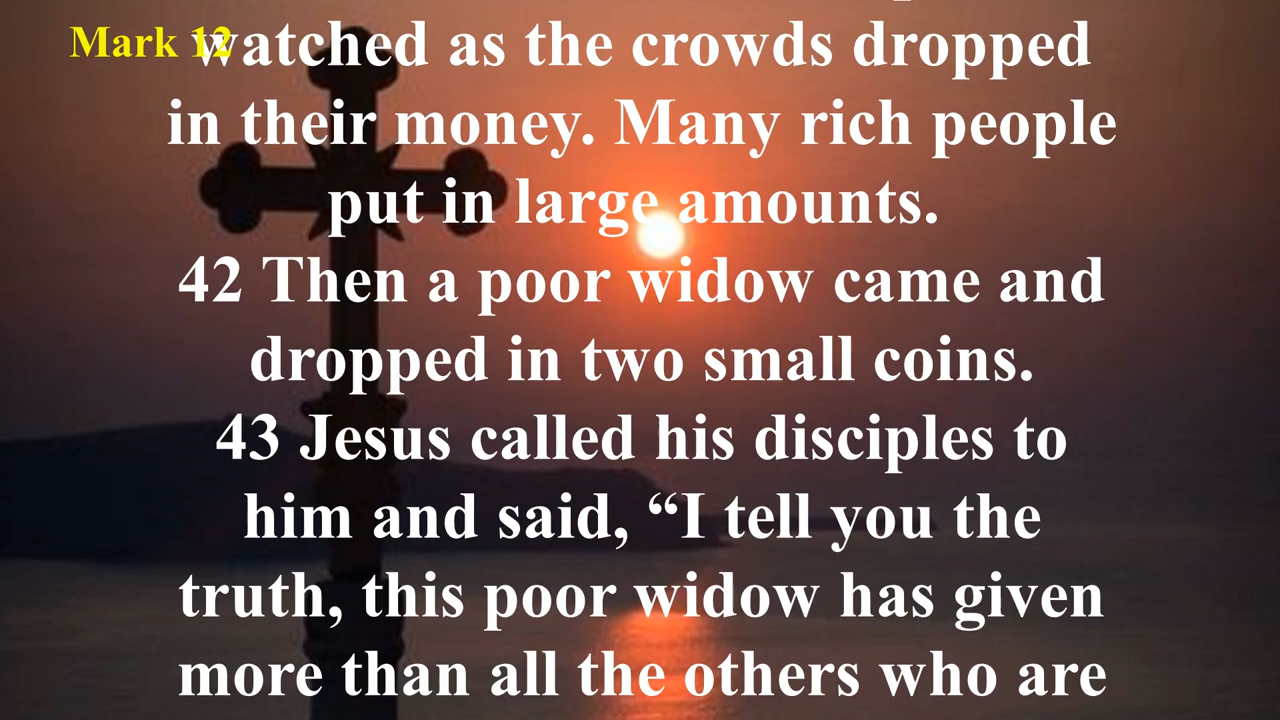 Mark 12
watched as the crowds dropped
in their money. Many rich people
put in large amounts.
42 Then a poor widow came and
dropped in two small coins.
43 Jesus called his disciples to
him and said, “I tell you the
truth, this poor widow has given
more than all the others who are